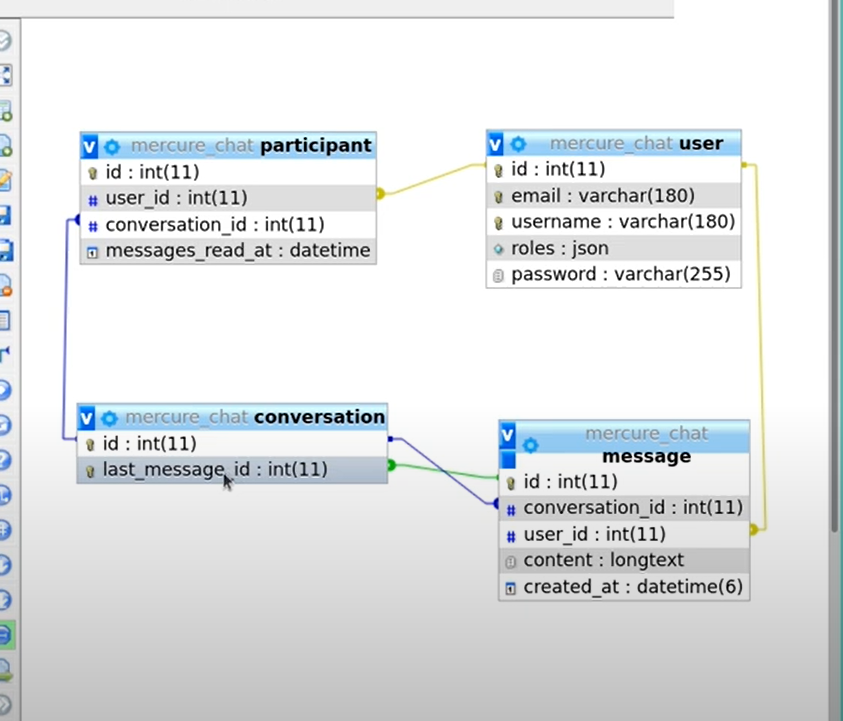 mercure_chat participant
id : int(11)
user_id : int(11)
conversation_id : int(11)
messages_read_at : datetime
mercure_chat user
id : int(11)
email : varchar(180)
username : varchar(180)
roles : json
password : varchar(255)
mercure_chat conversation
id : int(11)
last_message_id : int(11)
mercure_chat
message
id : int(11)
conversation_id : int(11)
user_id : int(11)
content : longtext
created_at : datetime(6)